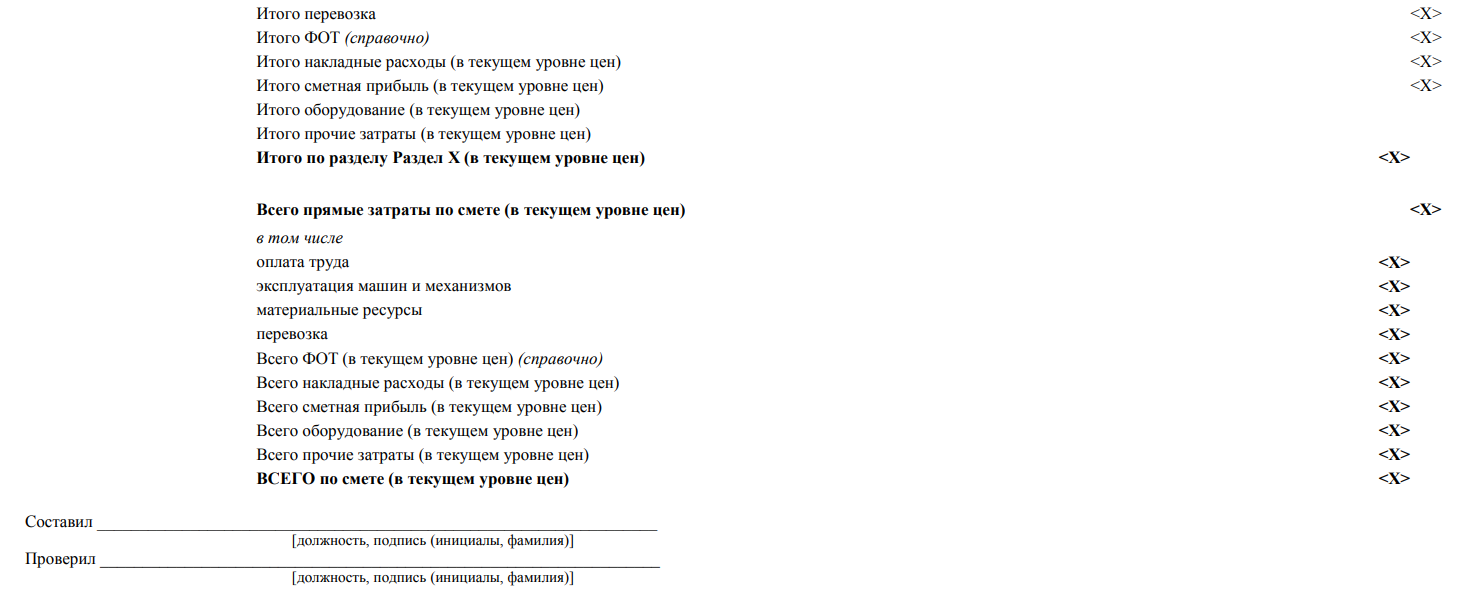 Итого перевозка <X>
Итого ФОТ (справочно) <X>
Итого накладные расходы (в текущем уровне цен) <X>
Итого сметная прибыль (в текущем уровне цен) <X>
Итого оборудование (в текущем уровне цен)
Итого прочие затраты (в текущем уровне цен)
Итого по разделу Раздел X (в текущем уровне цен) <X>
Всего прямые затраты по смете (в текущем уровне цен) <X>
в том числе
оплата труда <X>
эксплуатация машин и механизмов <X>
материальные ресурсы <X>
перевозка <X>
Всего ФОТ (в текущем уровне цен) (справочно) <X>
Всего накладные расходы (в текущем уровне цен) <X>
Всего сметная прибыль (в текущем уровне цен) <X>
Всего оборудование (в текущем уровне цен) <X>
Всего прочие затраты (в текущем уровне цен) <X>
ВСЕГО по смете (в текущем уровне цен) <X>
Составил ____________________
[должность, подпись (инициалы, фамилия)]
Проверил ____________________
[должность, подпись (инициалы, фамилия)]